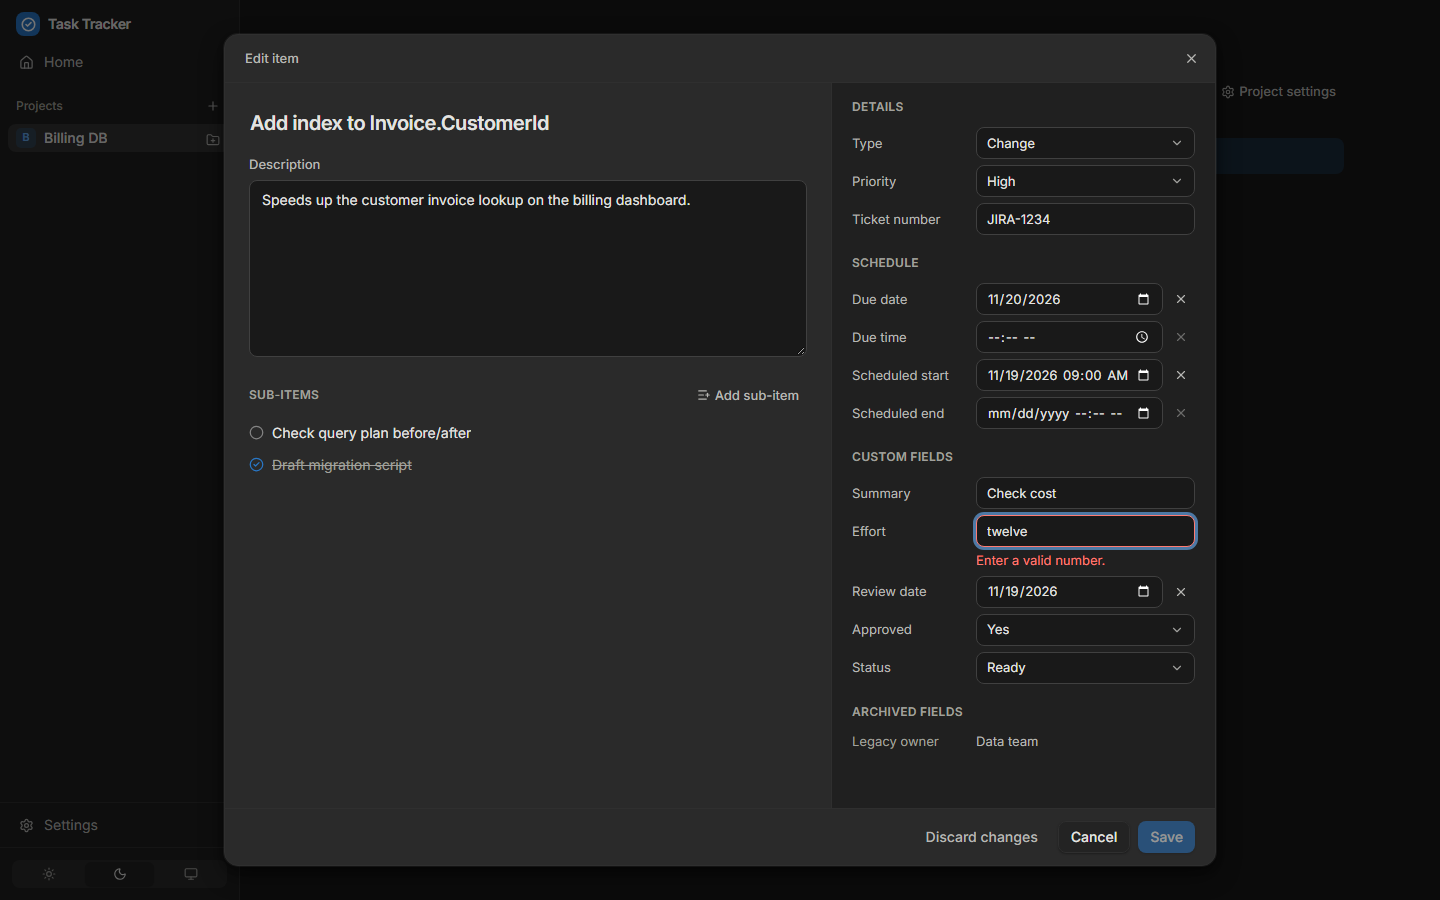 Task Tracker
Home
Projects
B Billing DB
Settings
Project settings
Edit item
Add index to Invoice.CustomerId
Description
Speeds up the customer invoice lookup on the billing dashboard.
SUB-ITEMS
Add sub-item
Check query plan before/after
Draft migration script
DETAILS
Type Change
Priority High
Ticket number JIRA-1234
SCHEDULE
Due date 11/20/2026
Due time --:-- --
Scheduled start 11/19/2026 09:00 AM
Scheduled end mm/dd/yyyy --:-- --
CUSTOM FIELDS
Summary Check cost
Effort twelve
Enter a valid number.
Review date 11/19/2026
Approved Yes
Status Ready
ARCHIVED FIELDS
Legacy owner Data team
Discard changes Cancel Save